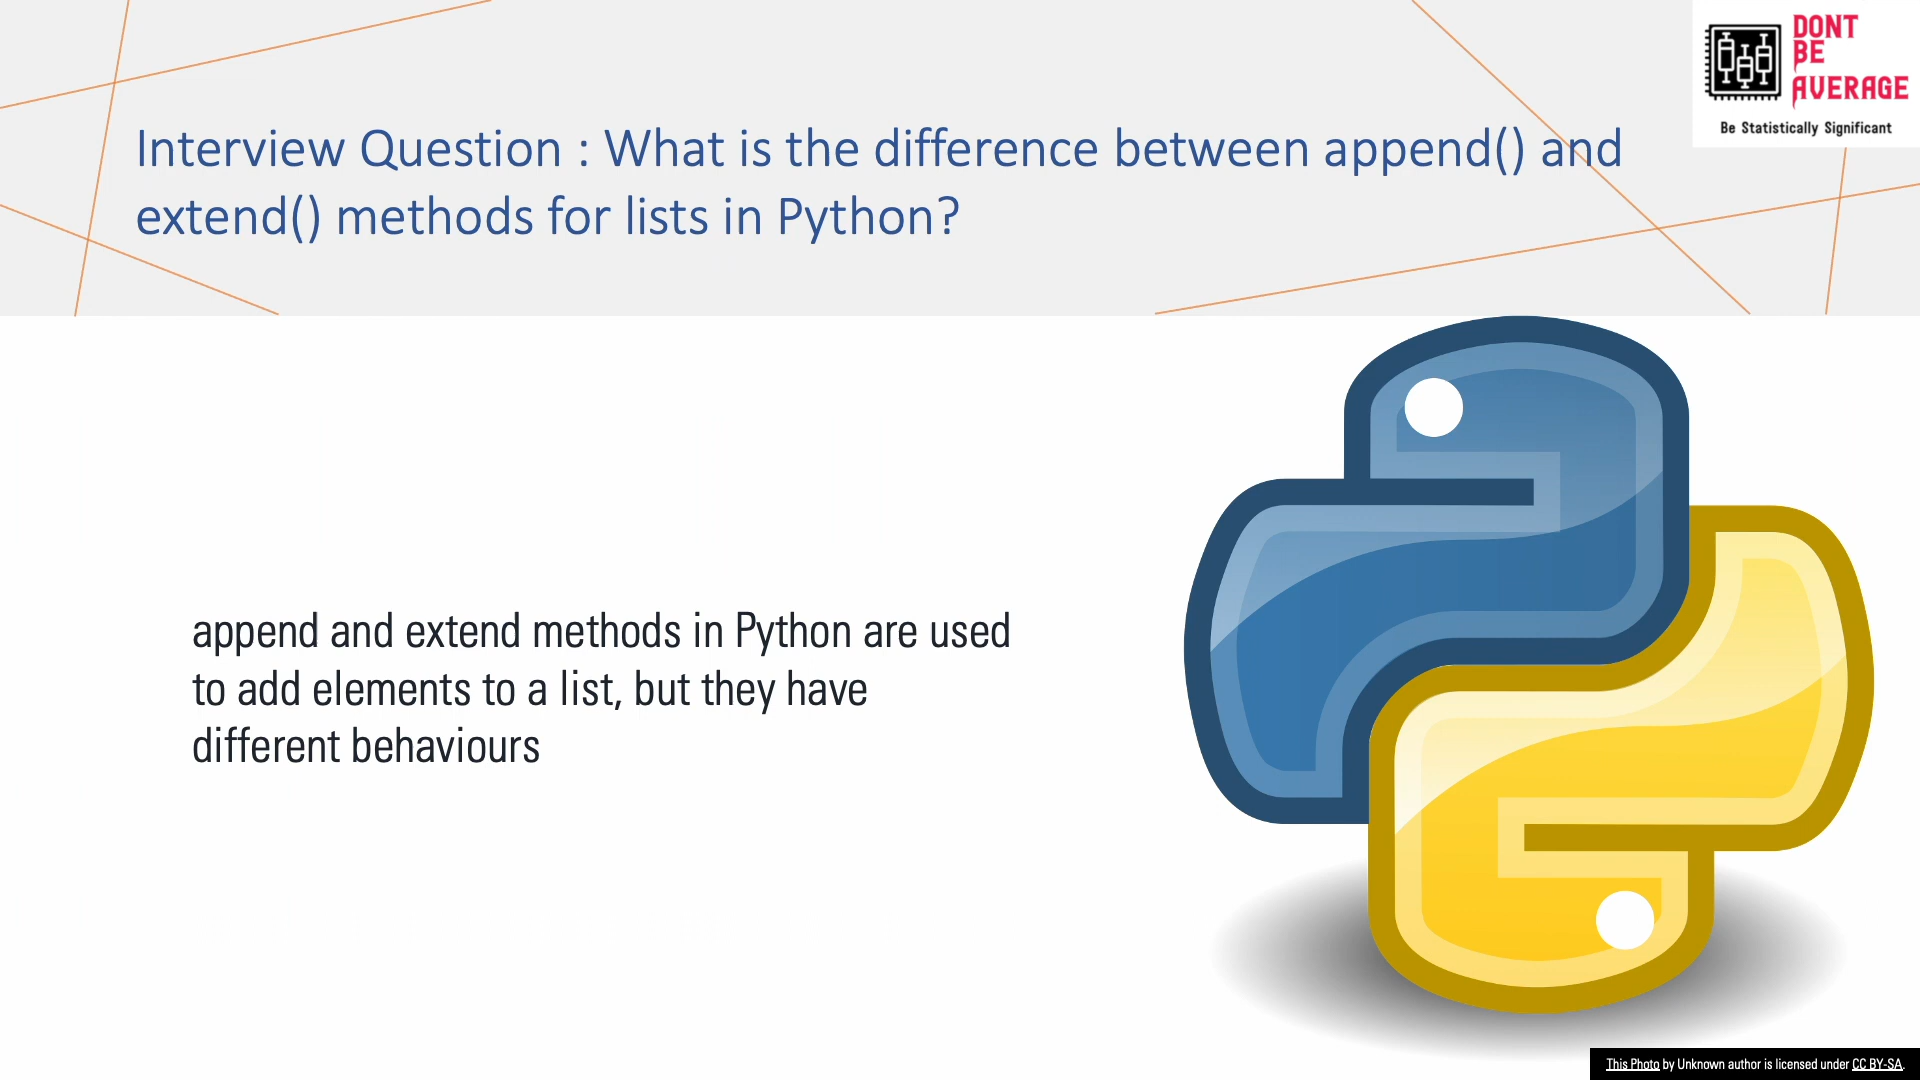 DONT
BE
AVERAGE
Be Statistically Significant
Interview Question : What is the difference between append() and
extend() methods for lists in Python?
append and extend methods in Python are used
to add elements to a list, but they have
different behaviours
This Photo by Unknown author is licensed under CC BY-SA.